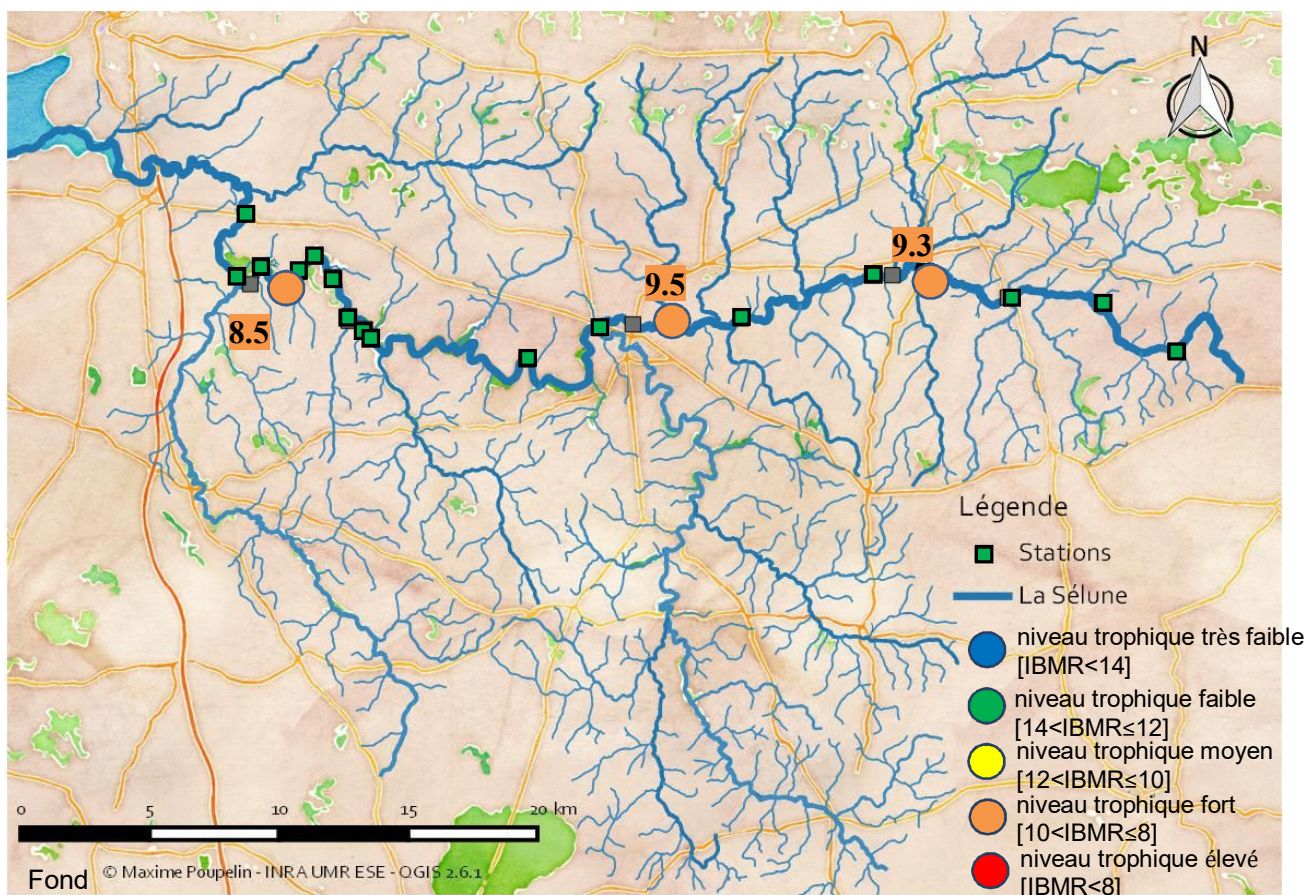 N
9.3
9.5
8.5
Légende
Stations
La Sélune
niveau trophique très faible
[IBMR<14]
niveau trophique faible
[14<IBMR≤12]
niveau trophique moyen
[12<IBMR≤10]
niveau trophique fort
[10<IBMR≤8]
niveau trophique élevé
[IBMR<8]
0 5 10 15 20 km
Fond © Maxime Poupelin - INRA UMR ESE - QGIS 2.6.1